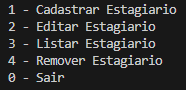 1 - Cadastrar Estagiario
2 - Editar Estagiario
3 - Listar Estagiario
4 - Remover Estagiario
0 - Sair